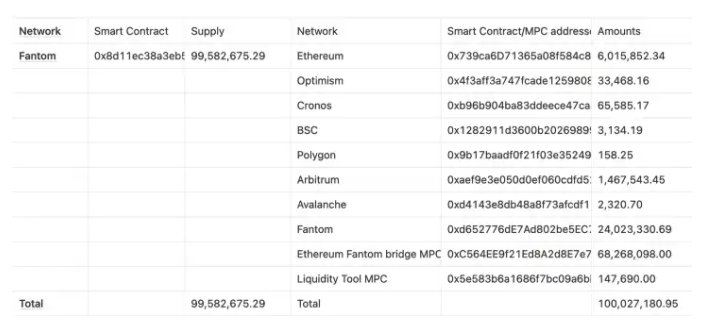 Network Smart Contract Supply Network Smart Contract/MPC addresse Amounts
Fantom 0x8d11ec38a3eb5 99,582,675.29 Ethereum 0x739ca6D71365a08f584c8 6,015,852.34
Optimism 0x4f3aff3a747fcade1259808 33,468.16
Cronos 0xb96b904ba83ddeece47ca 65,585.17
BSC 0x1282911d3600b2026989 3,134.19
Polygon 0x9b17baadf0f21f03e35249 158.25
Arbitrum 0xaef9e3e050d0ef060cdfd5 1,467,543.45
Avalanche 0xd4143e8db48a8f73afcdf1 2,320.70
Fantom 0xd652776dE7Ad802be5EC 24,023,330.69
Ethereum Fantom bridge MPC 0xC564EE9f21Ed8A2d8E7e7 68,268,098.00
Liquidity Tool MPC 0x5e583b6a1686f7bc09a6b 147,690.00
Total 99,582,675.29 Total 100,027,180.95